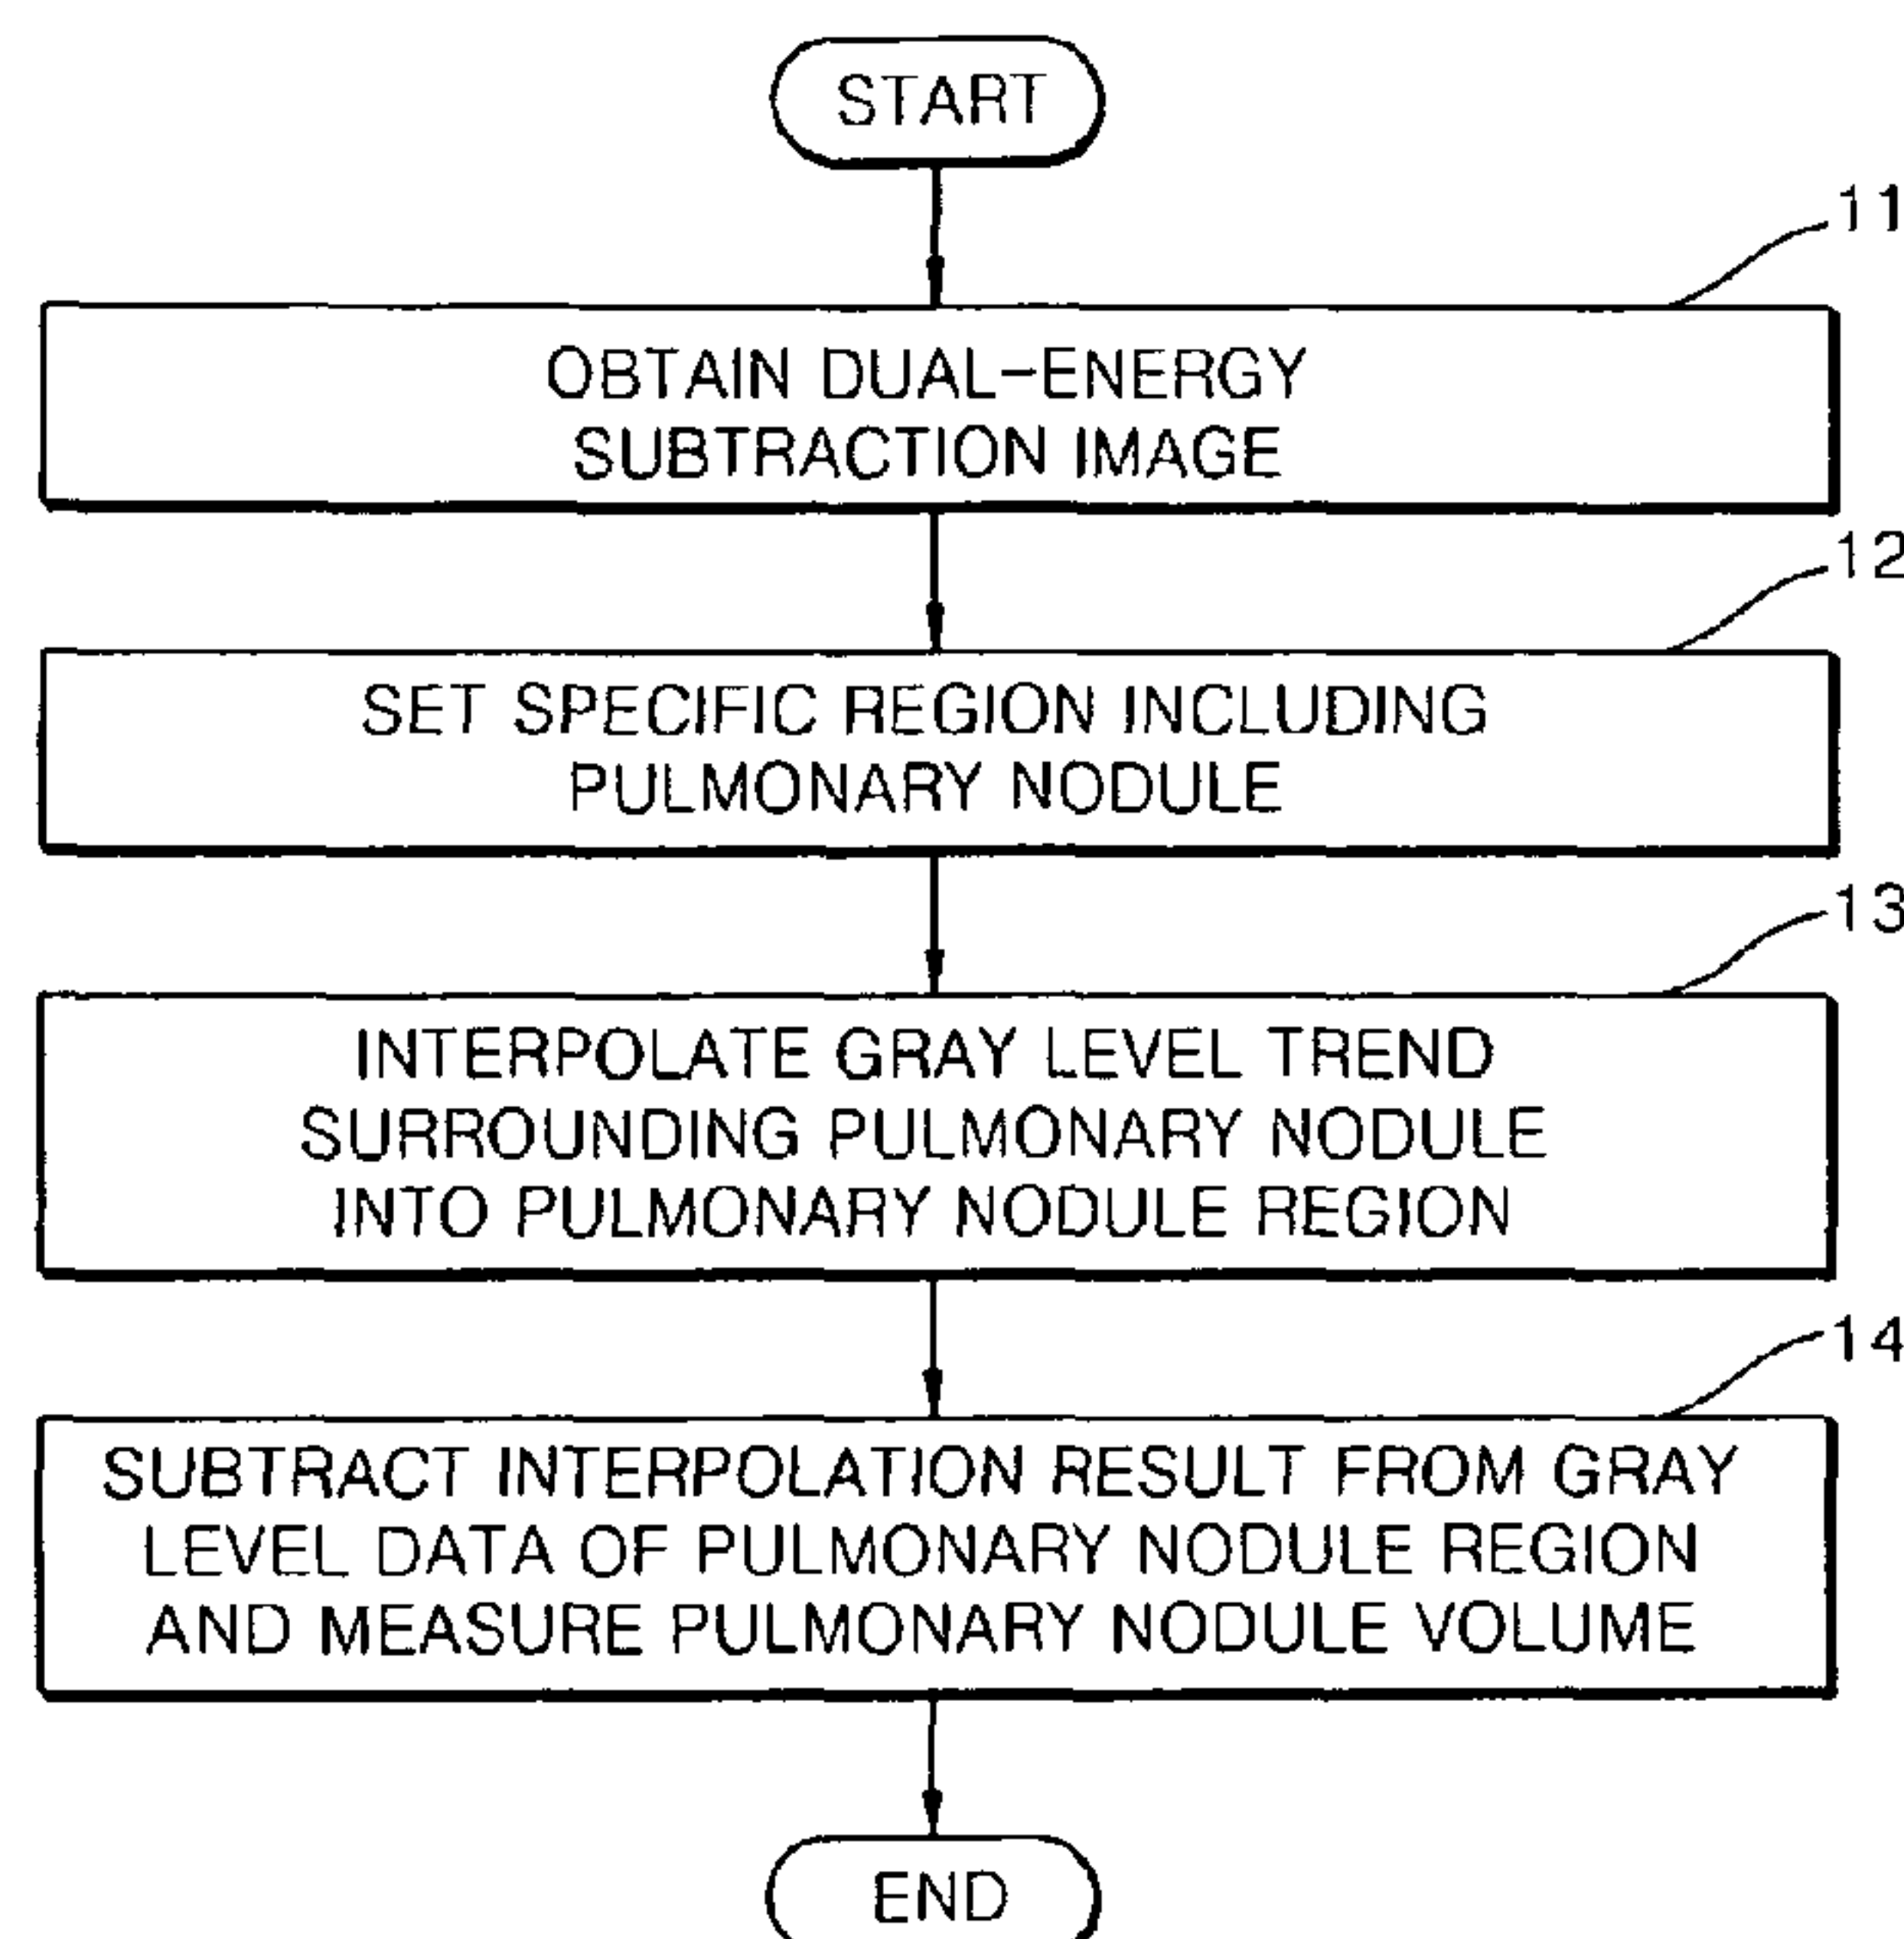 START
11
OBTAIN DUAL-ENERGY
SUBTRACTION IMAGE
12
SET SPECIFIC REGION INCLUDING
PULMONARY NODULE
13
INTERPOLATE GRAY LEVEL TREND
SURROUNDING PULMONARY NODULE
INTO PULMONARY NODULE REGION
14
SUBTRACT INTERPOLATION RESULT FROM GRAY
LEVEL DATA OF PULMONARY NODULE REGION
AND MEASURE PULMONARY NODULE VOLUME
END